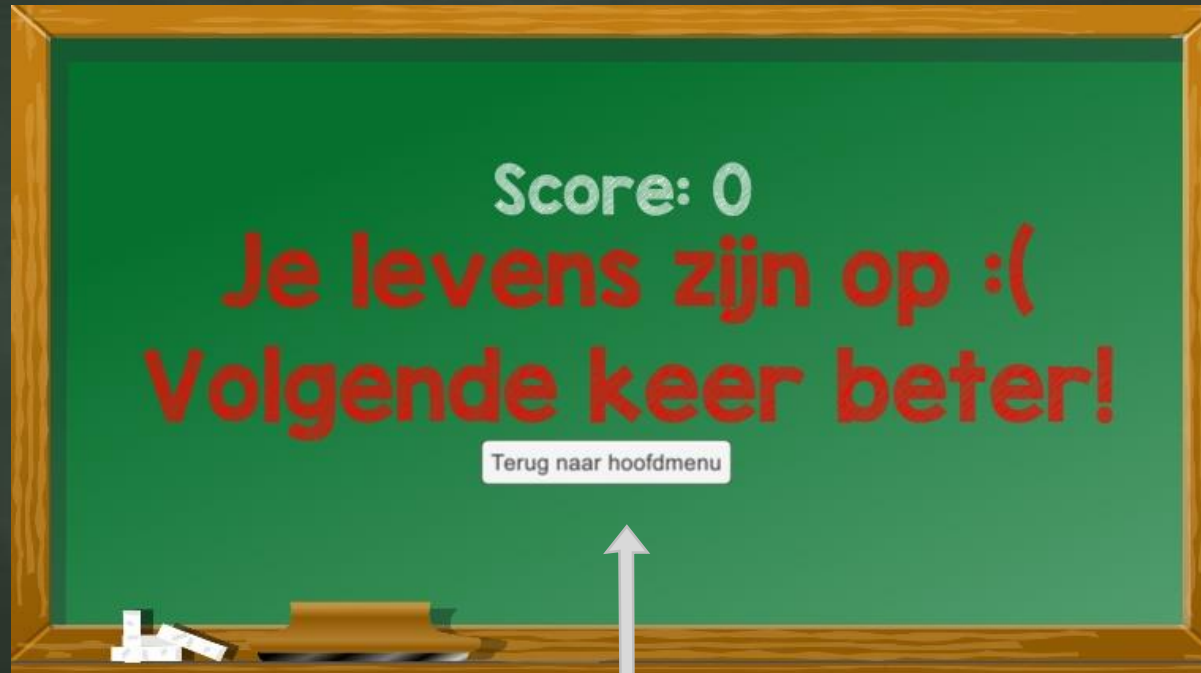 Score: 0
Je levens zijn op :(
Volgende keer beter!
Terug naar hoofdmenu